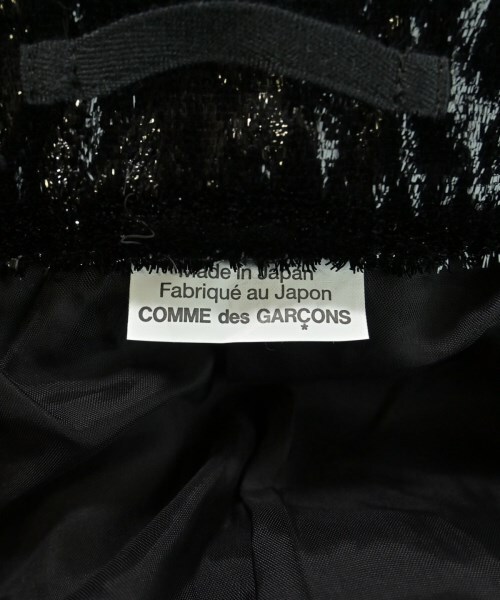 Made in Japan
Fabriqué au Japon
COMME des GARÇONS
*